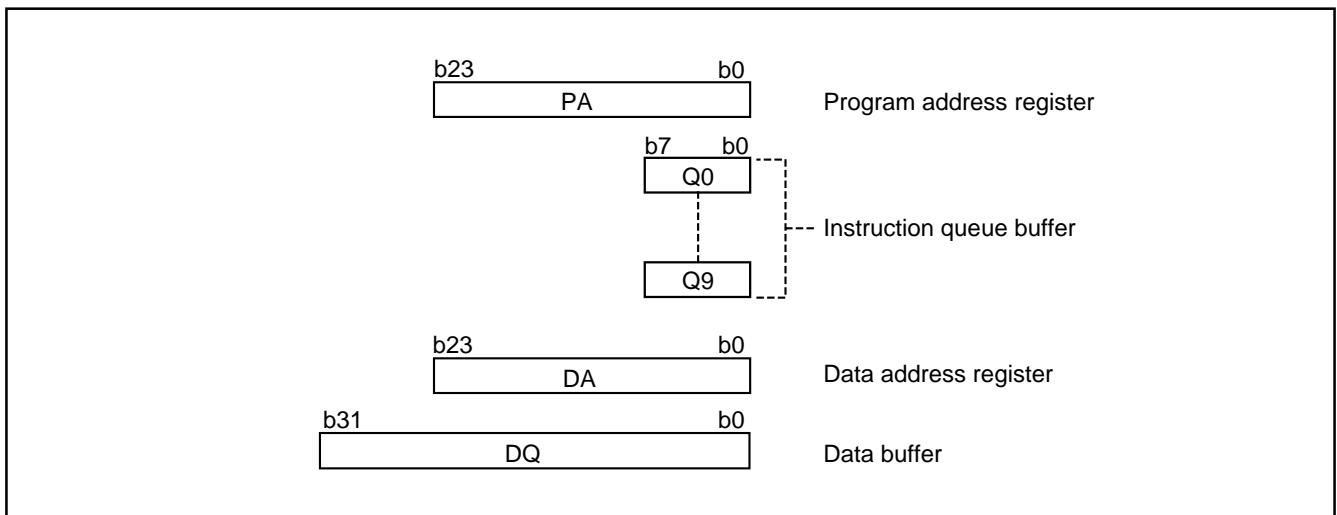 b23 b0
PA Program address register
b7 b0
Q0
Instruction queue buffer
Q9
b23 b0
DA Data address register
b31 b0
DQ Data buffer